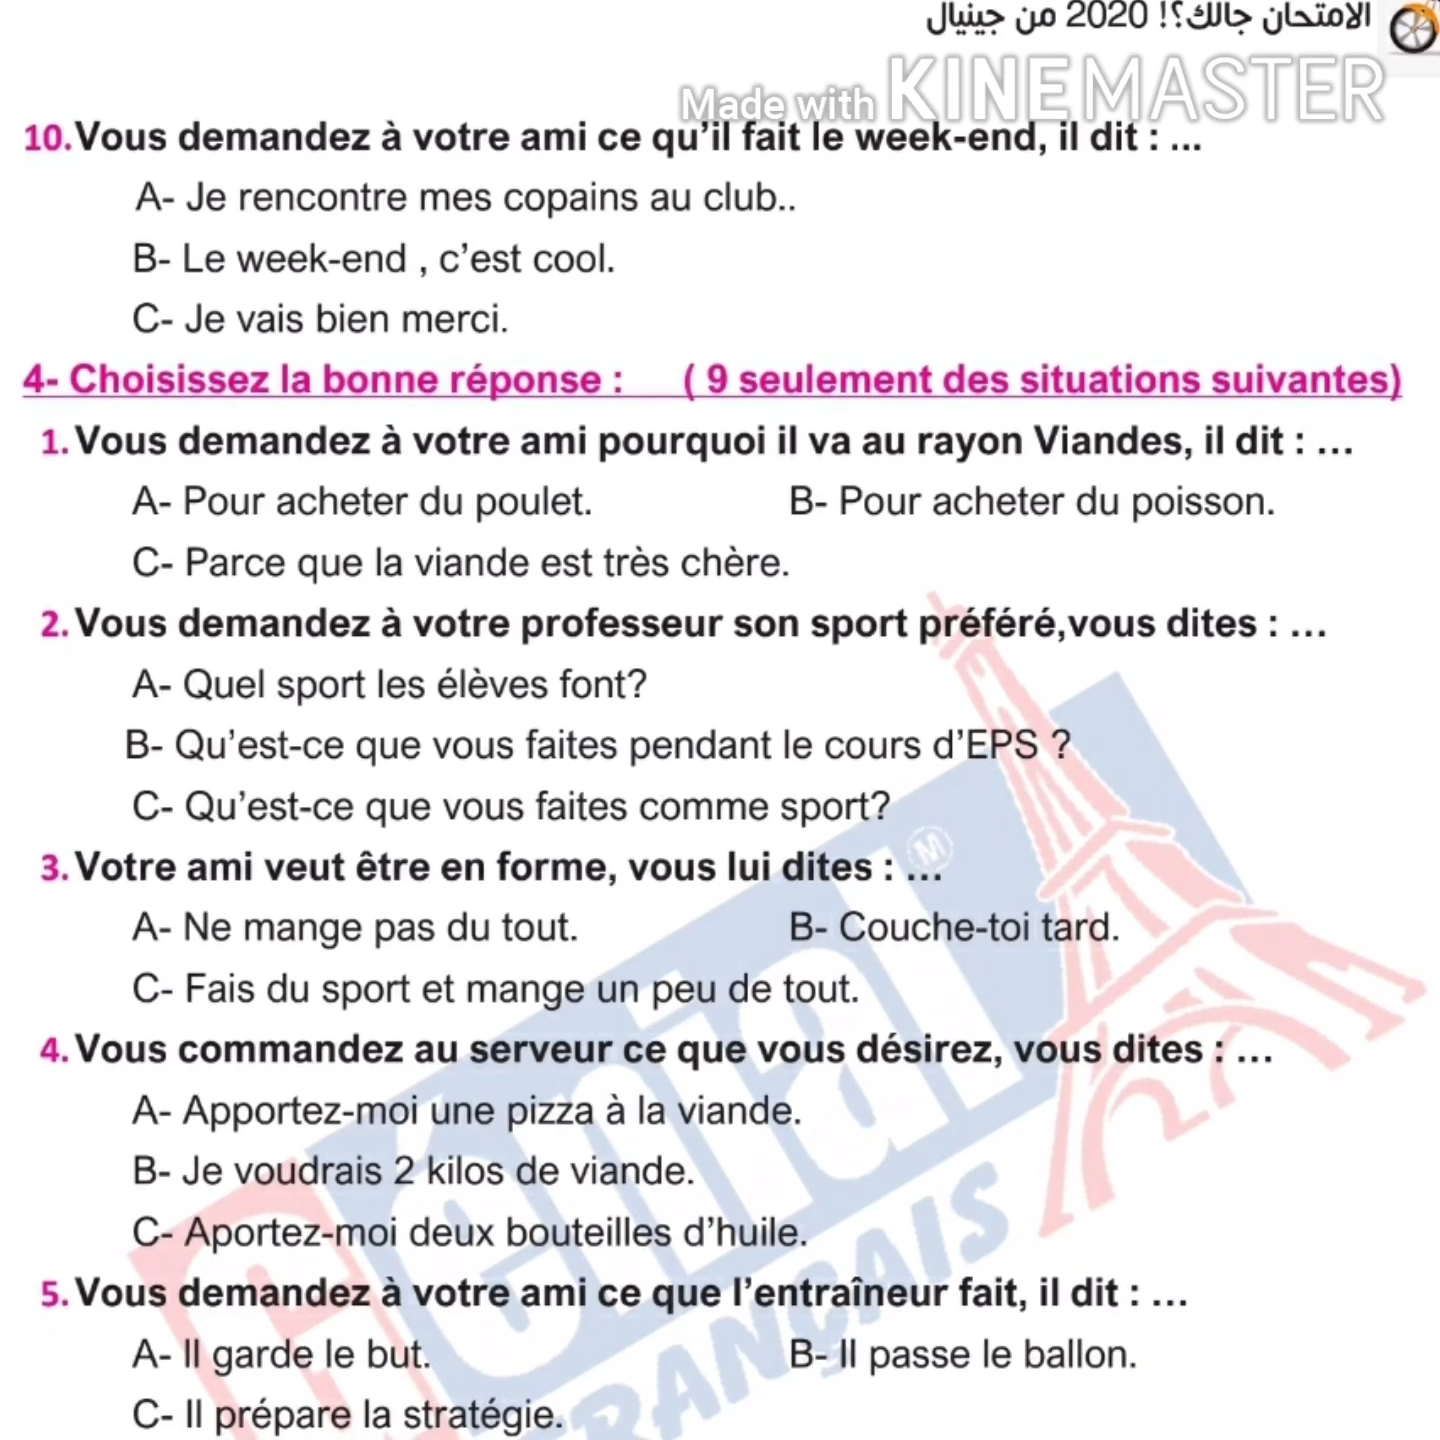 الامتحان جالك؟! 2020 من جينيال
Made with KINEMASTER
10. Vous demandez à votre ami ce qu’il fait le week-end, il dit : ...
A- Je rencontre mes copains au club..
B- Le week-end , c’est cool.
C- Je vais bien merci.
4- Choisissez la bonne réponse : ( 9 seulement des situations suivantes)
1. Vous demandez à votre ami pourquoi il va au rayon Viandes, il dit : ...
A- Pour acheter du poulet. B- Pour acheter du poisson.
C- Parce que la viande est très chère.
2. Vous demandez à votre professeur son sport préféré,vous dites : ...
A- Quel sport les élèves font?
B- Qu’est-ce que vous faites pendant le cours d’EPS ?
C- Qu’est-ce que vous faites comme sport?
3. Votre ami veut être en forme, vous lui dites : ...
A- Ne mange pas du tout. B- Couche-toi tard.
C- Fais du sport et mange un peu de tout.
4. Vous commandez au serveur ce que vous désirez, vous dites : ...
A- Apportez-moi une pizza à la viande.
B- Je voudrais 2 kilos de viande.
C- Aportez-moi deux bouteilles d’huile.
5. Vous demandez à votre ami ce que l’entraîneur fait, il dit : ...
A- Il garde le but. B- Il passe le ballon.
C- Il prépare la stratégie.
Génial
FRANÇAIS
M